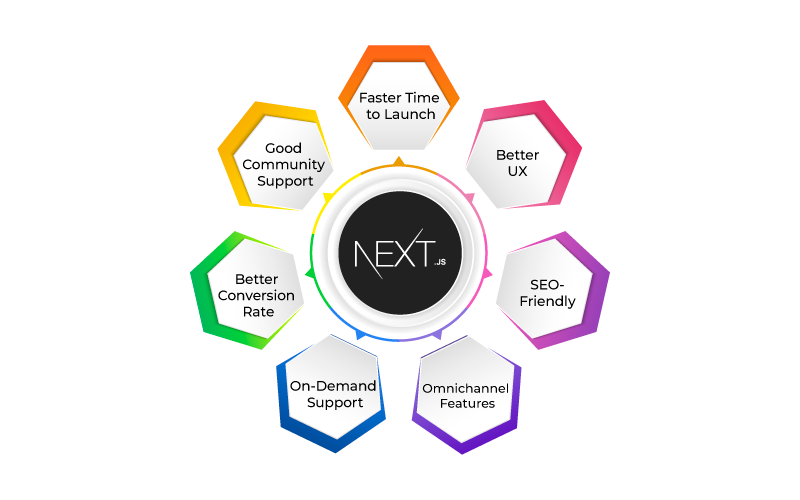 Faster Time
to Launch
Better
UX
SEO-
Friendly
Omnichannel
Features
On-Demand
Support
Better
Conversion
Rate
Good
Community
Support
NEXT.JS